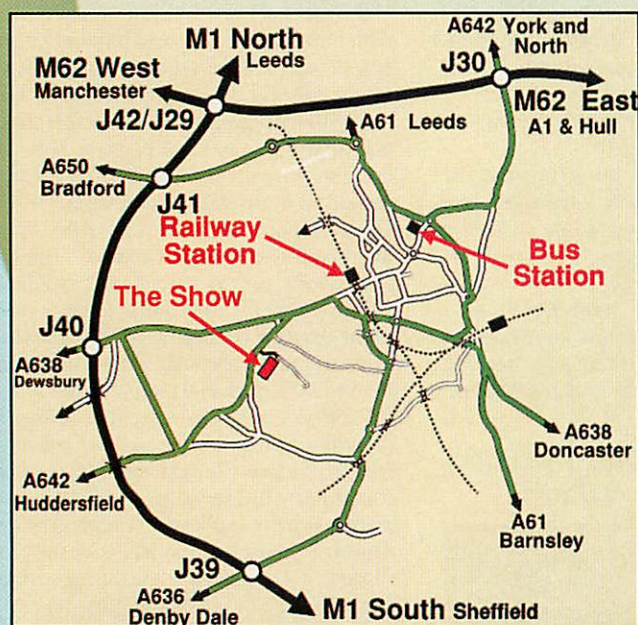 A642 York and
North
M1 North
Leeds
J30
M62 West
Manchester
M62 East
A1 & Hull
J42/J29
A61 Leeds
A650
Bradford
J41
Railway
Station
Bus
Station
The Show
J40
A638
Dewsbury
A638
Doncaster
A642
Huddersfield
A61
Barnsley
J39
A636
Denby Dale
M1 South Sheffield